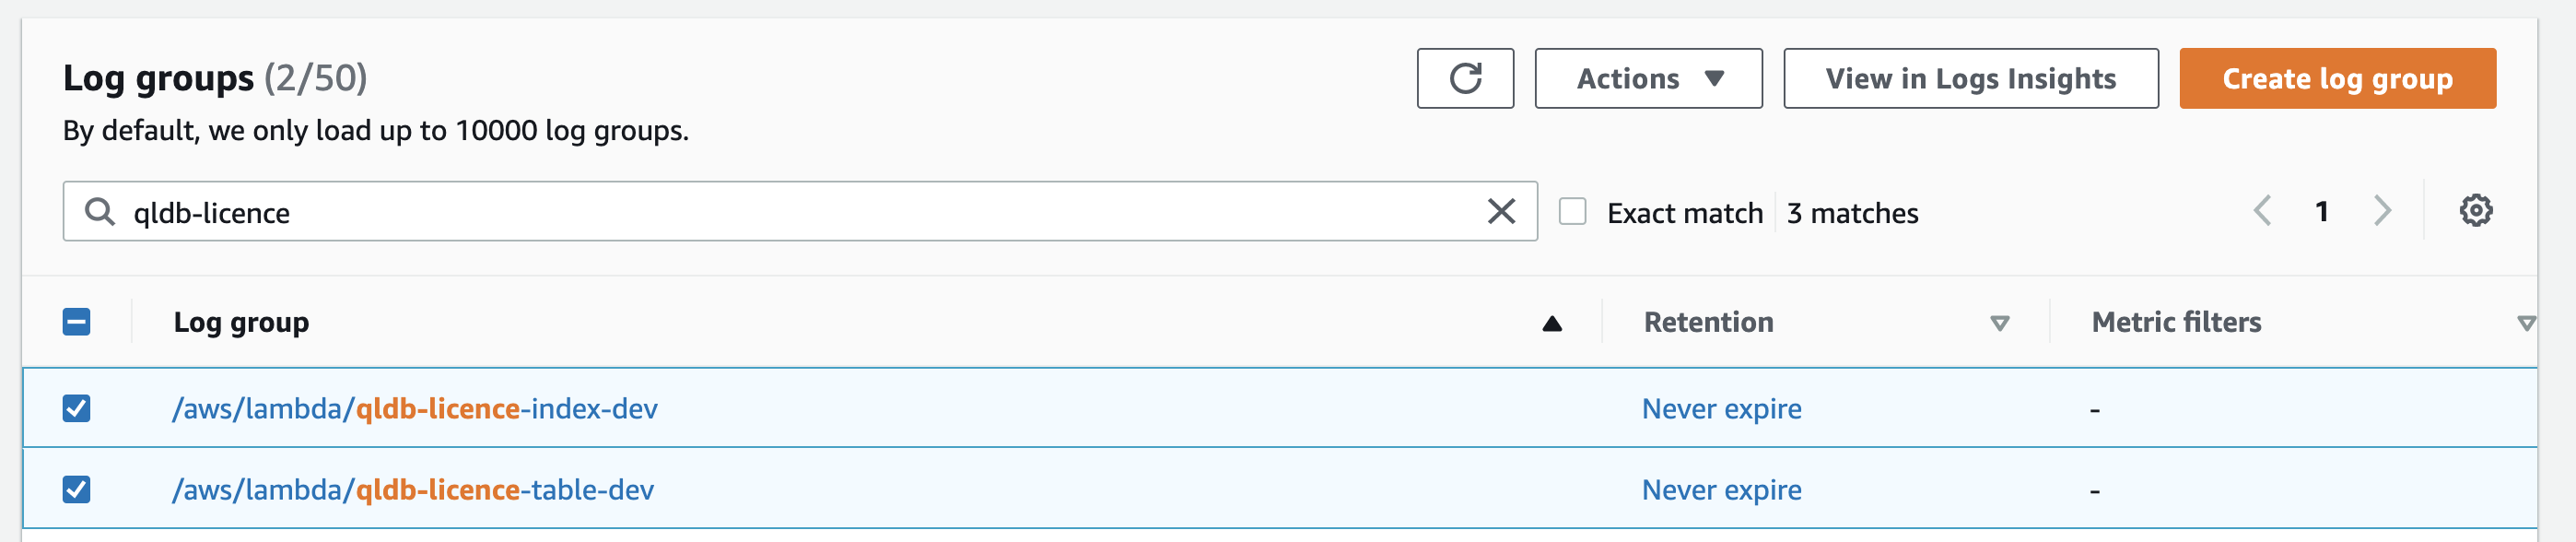 Log groups (2/50)
Actions
View in Logs Insights
Create log group
By default, we only load up to 10000 log groups.
qldb-licence
Exact match
3 matches
1
Log group
Retention
Metric filters
/aws/lambda/qldb-licence-index-dev
Never expire
-
/aws/lambda/qldb-licence-table-dev
Never expire
-